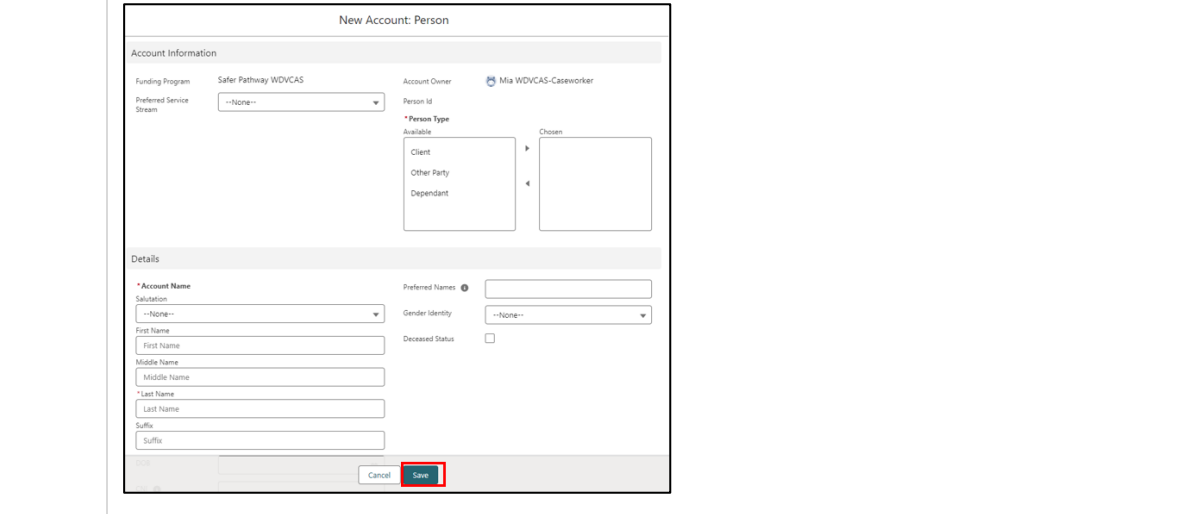 New Account: Person
Account Information
Funding Program
Safer Pathway WDVCAS
Account Owner
Mia WDVCAS-Caseworker
Preferred Service
Stream
--None--
Person Id
*Person Type
Available
Chosen
Client
Other Party
Dependant
Details
*Account Name
Salutation
--None--
First Name
First Name
Middle Name
Middle Name
*Last Name
Last Name
Suffix
Suffix
Preferred Names
Gender Identity
--None--
Deceased Status
Cancel
Save